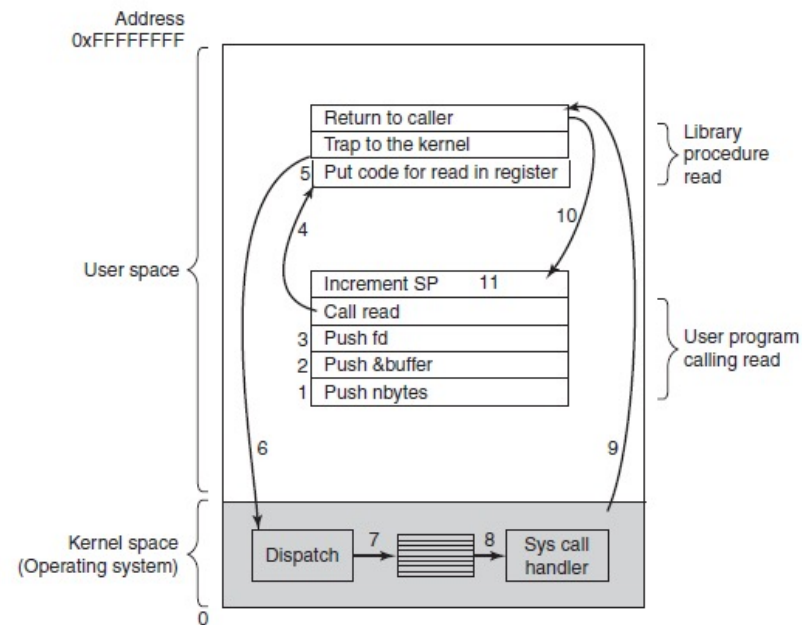 Address
0xFFFFFFFF
Return to caller
Trap to the kernel
5 Put code for read in register
Library
procedure
read
10
4
User space
Increment SP 11
Call read
3 Push fd
2 Push &buffer
1 Push nbytes
User program
calling read
6
9
Kernel space
(Operating system)
Dispatch
7
8
Sys call
handler
0